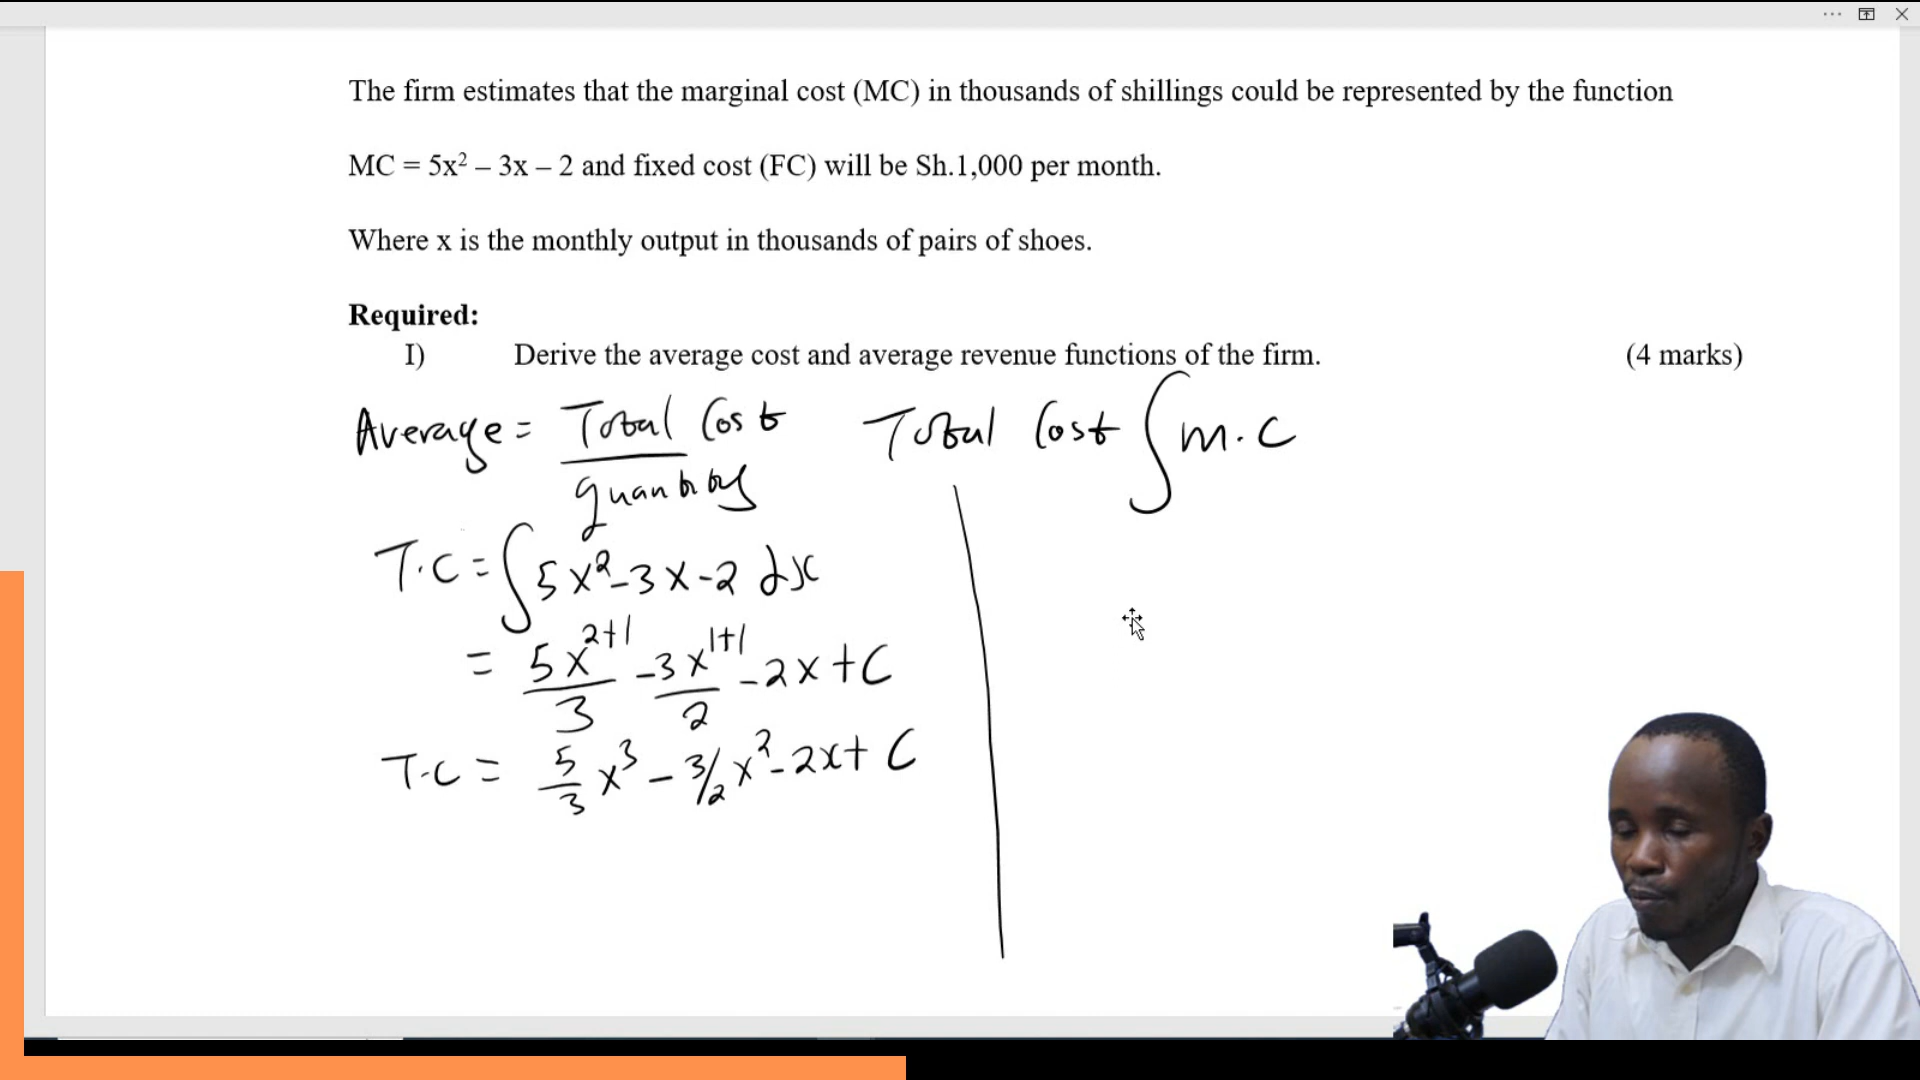 The firm estimates that the marginal cost (MC) in thousands of shillings could be represented by the function
MC = 5x² – 3x – 2 and fixed cost (FC) will be Sh.1,000 per month.
Where x is the monthly output in thousands of pairs of shoes.
Required:
I) Derive the average cost and average revenue functions of the firm. (4 marks)
Average = Total Cost / quantity Total Cost ∫ m.c
T.C = ∫ 5x² - 3x - 2 dx
= 5x^(2+1)/3 - 3x^(1+1)/2 - 2x + C
T.C = 5/3 x³ - 3/2 x² - 2x + C